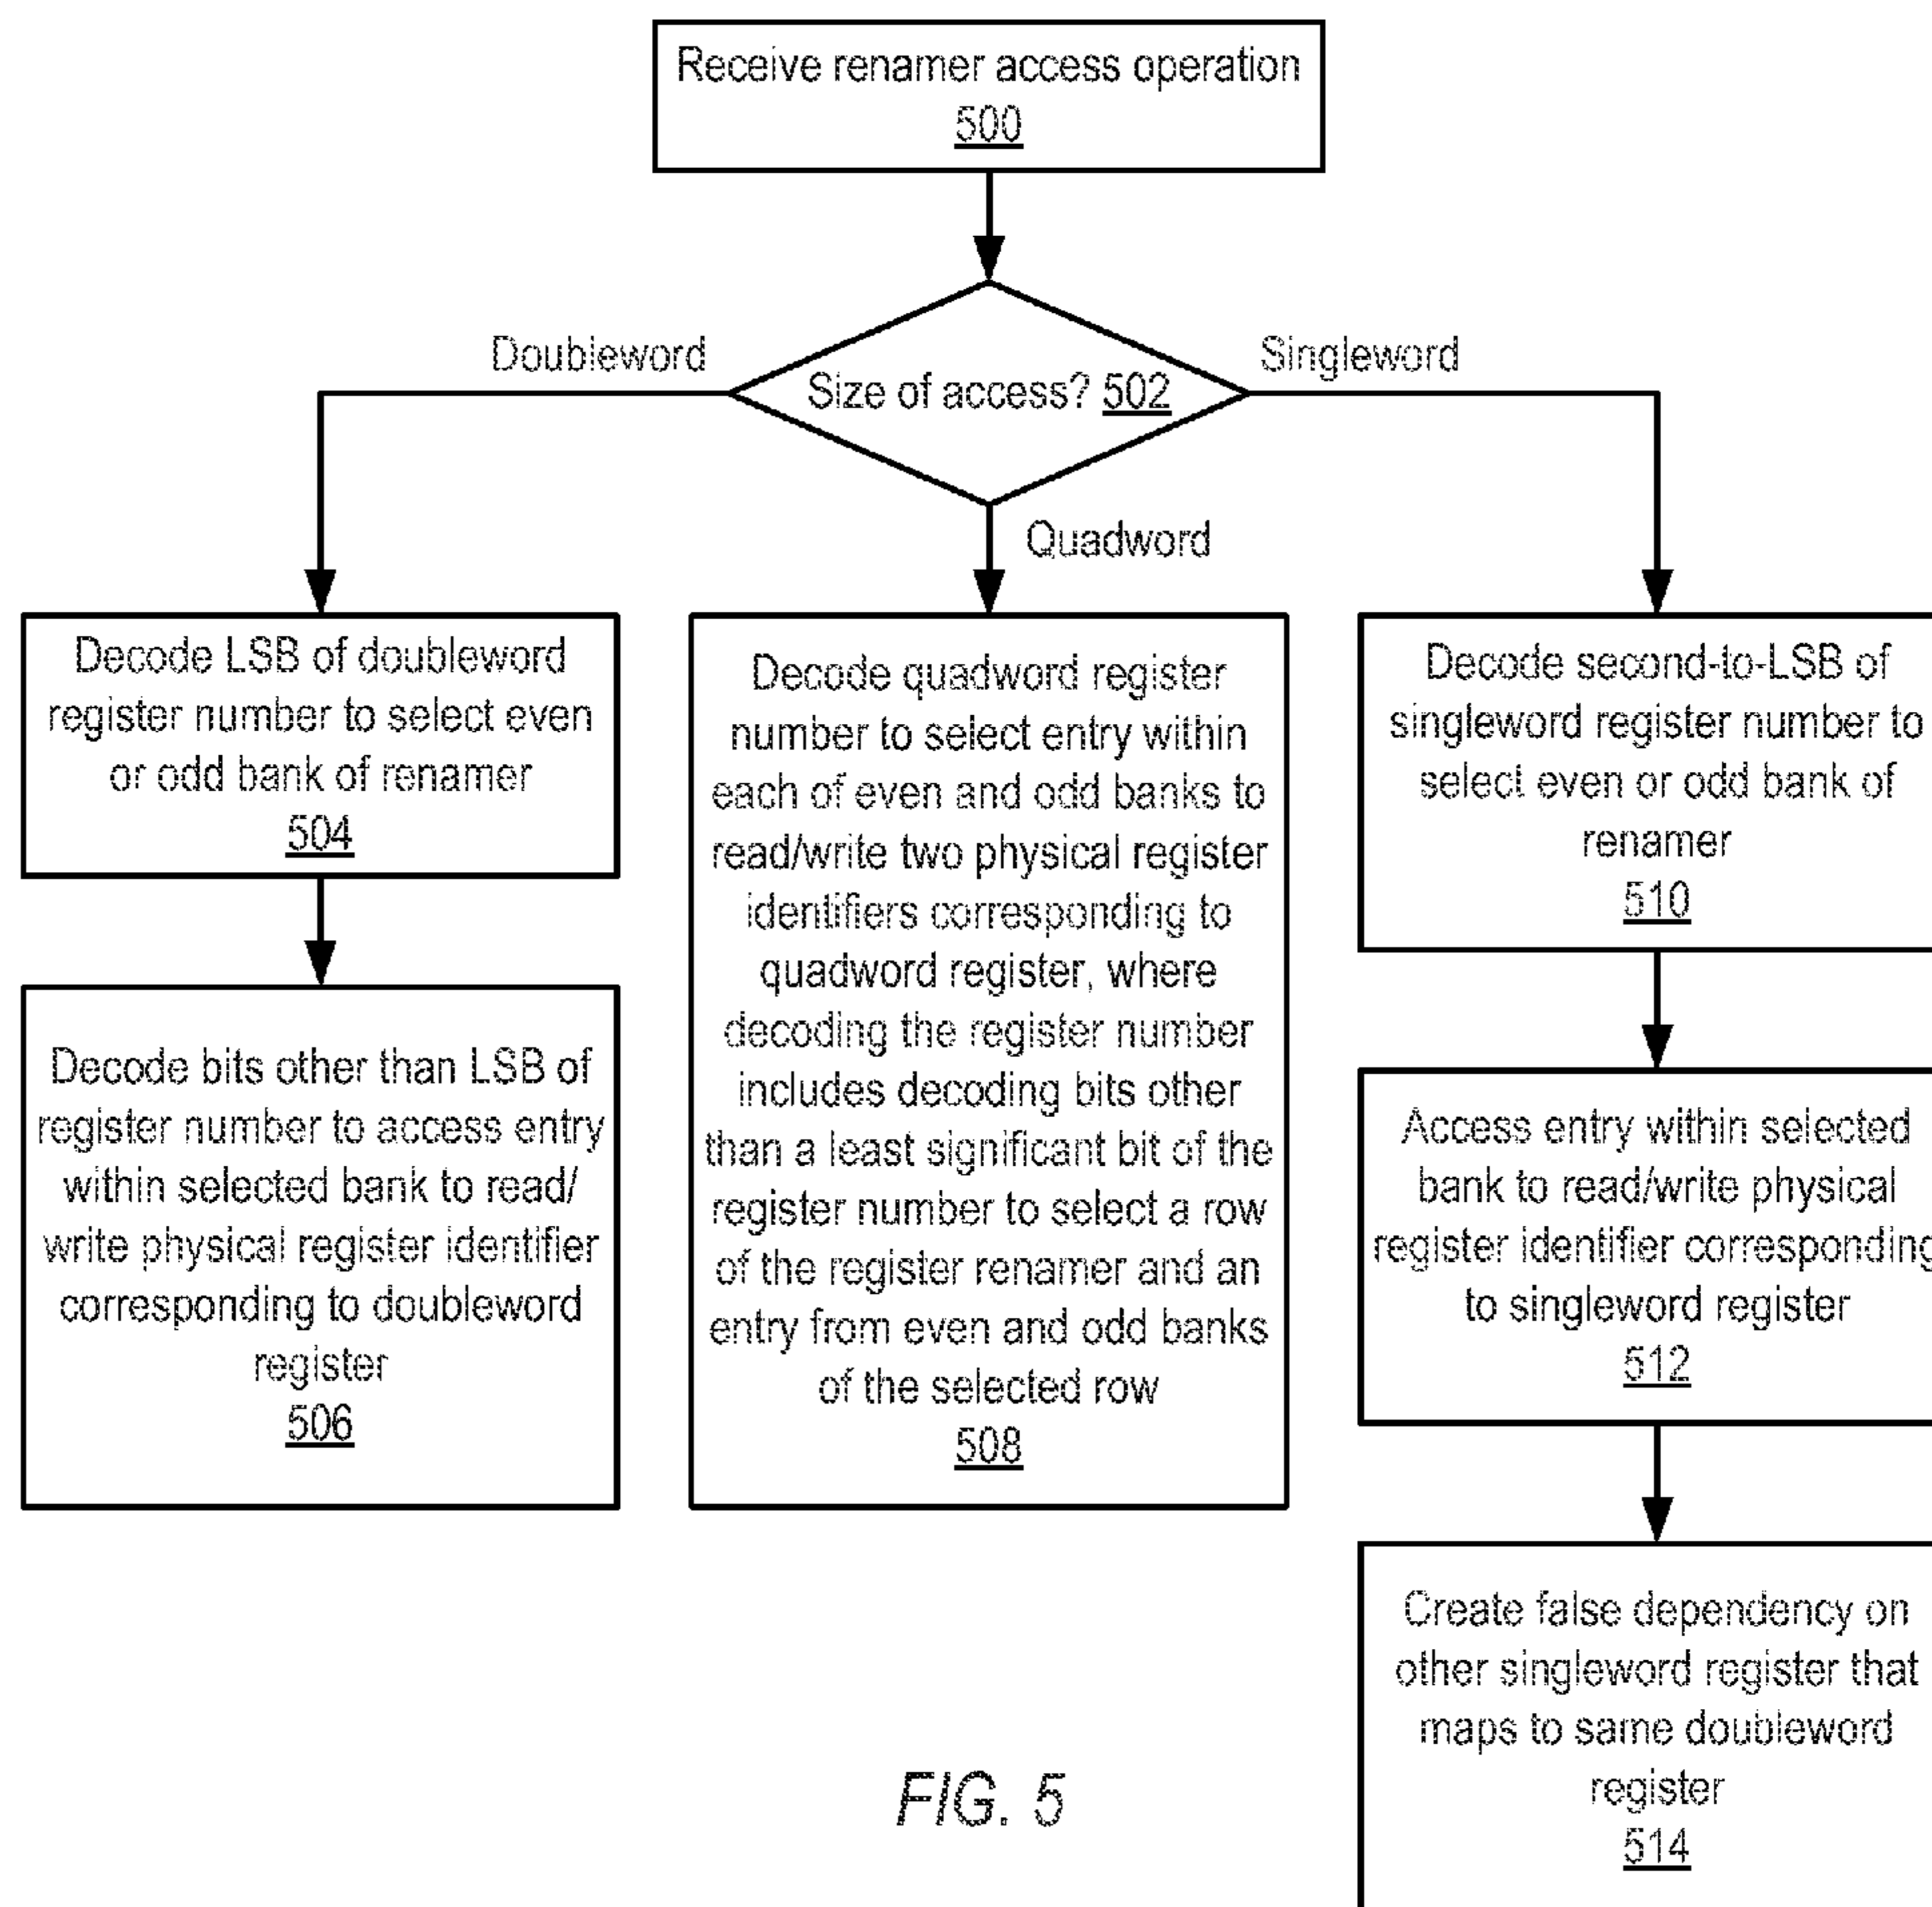 Receive renamer access operation
500
Doubleword
Singleword
Size of access? 502
Quadword
Decode LSB of doubleword
register number to select even
or odd bank of renamer
504
Decode bits other than LSB of
register number to access entry
within selected bank to read/
write physical register identifier
corresponding to doubleword
register
506
Decode quadword register
number to select entry within
each of even and odd banks to
read/write two physical register
identifiers corresponding to
quadword register, where
decoding the register number
includes decoding bits other
than a least significant bit of the
register number to select a row
of the register renamer and an
entry from even and odd banks
of the selected row
508
Decode second-to-LSB of
singleword register number to
select even or odd bank of
renamer
510
Access entry within selected
bank to read/write physical
register identifier corresponding
to singleword register
512
Create false dependency on
other singleword register that
maps to same doubleword
register
514
FIG. 5